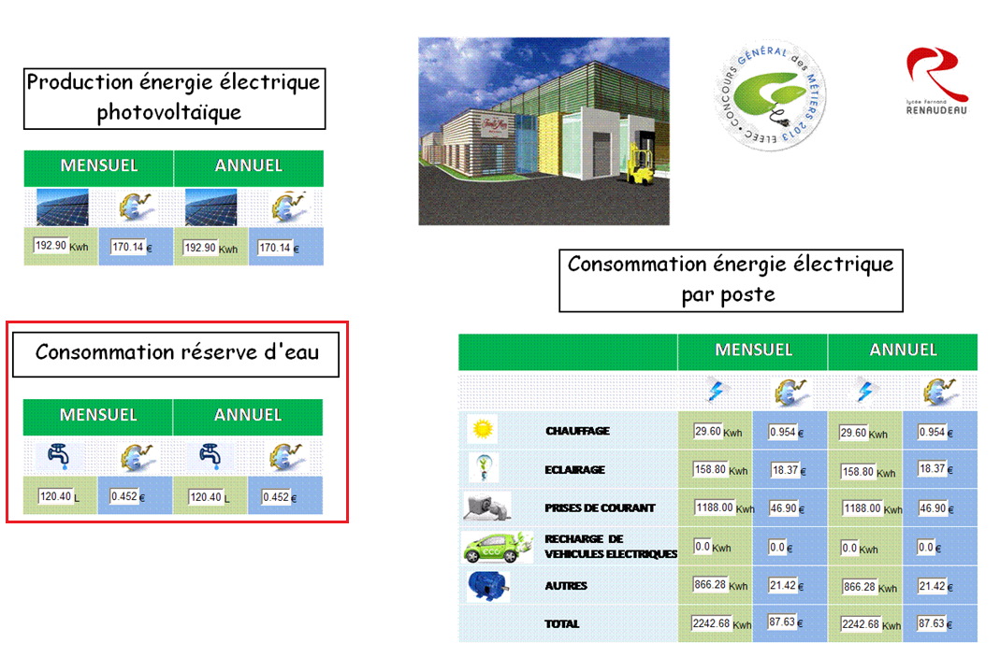 Production énergie électrique
photovoltaïque
MENSUEL ANNUEL
192.90 Kwh 170.14 € 192.90 Kwh 170.14 €
CONCOURS GÉNÉRAL des MÉTIERS 2013 ELEEC
lycée Fernand
RENAUDEAU
Consommation réserve d'eau
MENSUEL ANNUEL
120.40 L 0.452 € 120.40 L 0.452 €
Consommation énergie électrique
par poste
MENSUEL ANNUEL
CHAUFFAGE 29.60 Kwh 0.954 € 29.60 Kwh 0.954 €
ECLAIRAGE 158.80 Kwh 18.37 € 158.80 Kwh 18.37 €
PRISES DE COURANT 1188.00 Kwh 46.90 € 1188.00 Kwh 46.90 €
eco
RECHARGE DE
VEHICULES ELECTRIQUES 0.0 Kwh 0.0 € 0.0 Kwh 0.0 €
AUTRES 866.28 Kwh 21.42 € 866.28 Kwh 21.42 €
TOTAL 2242.68 Kwh 87.63 € 2242.68 Kwh 87.63 €